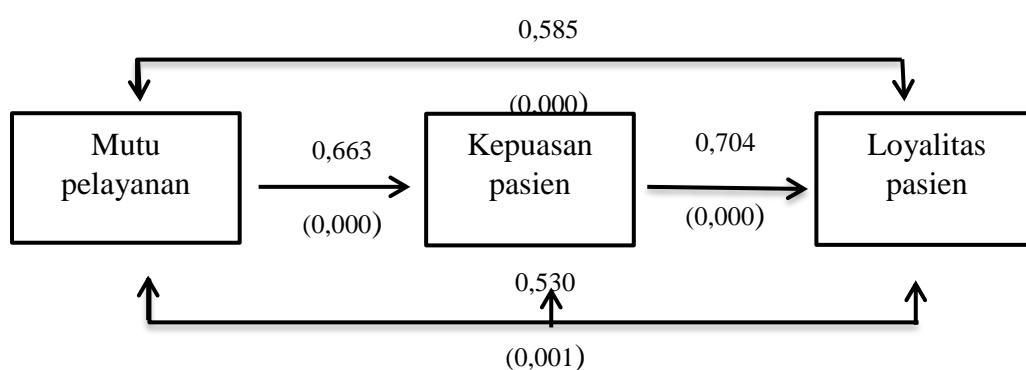 0,585
(0,000)
Mutu
pelayanan
0,663
(0,000)
Kepuasan
pasien
0,704
(0,000)
Loyalitas
pasien
0,530
(0,001)